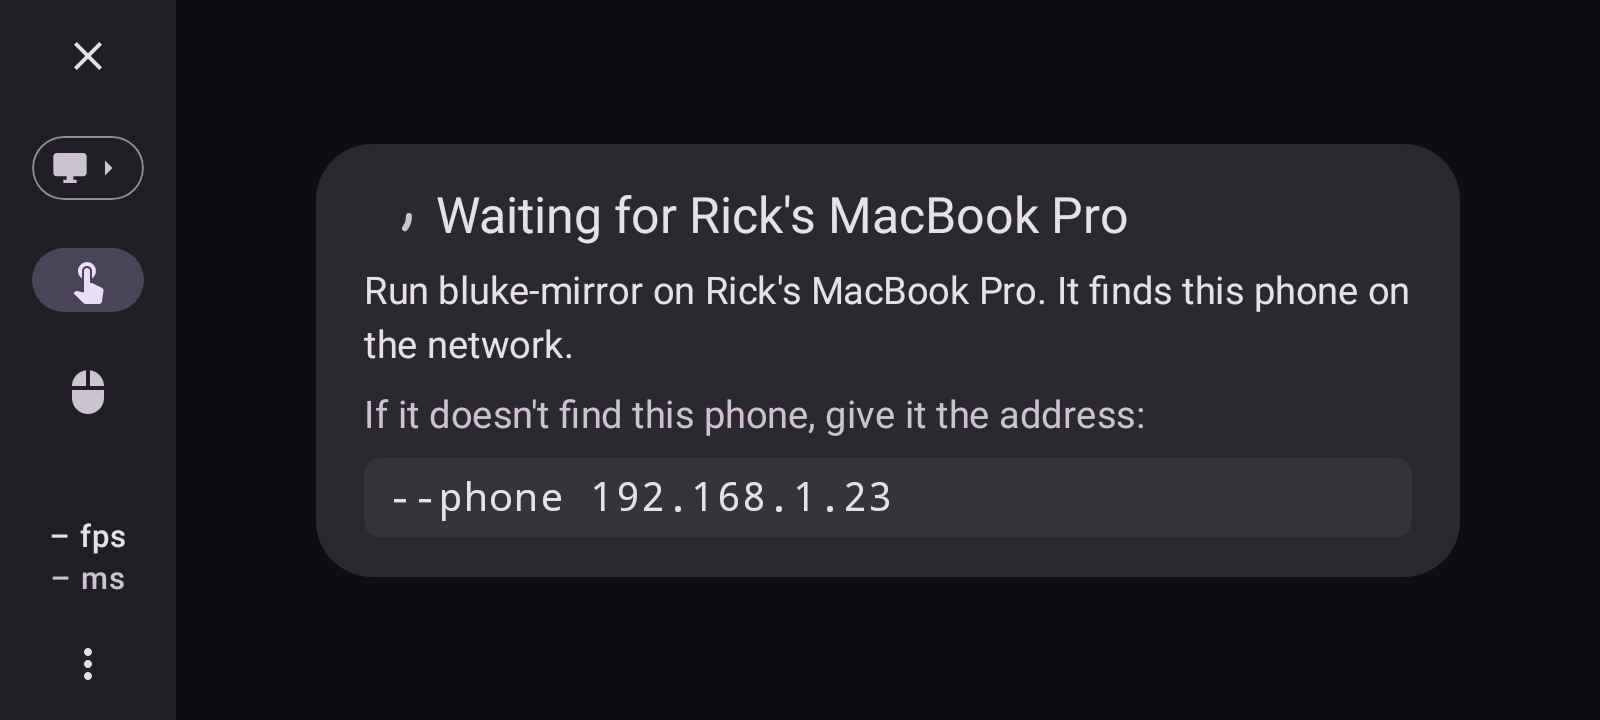 Waiting for Rick's MacBook Pro
Run bluke-mirror on Rick's MacBook Pro. It finds this phone on
the network.
If it doesn't find this phone, give it the address:
--phone 192.168.1.23
– fps
– ms